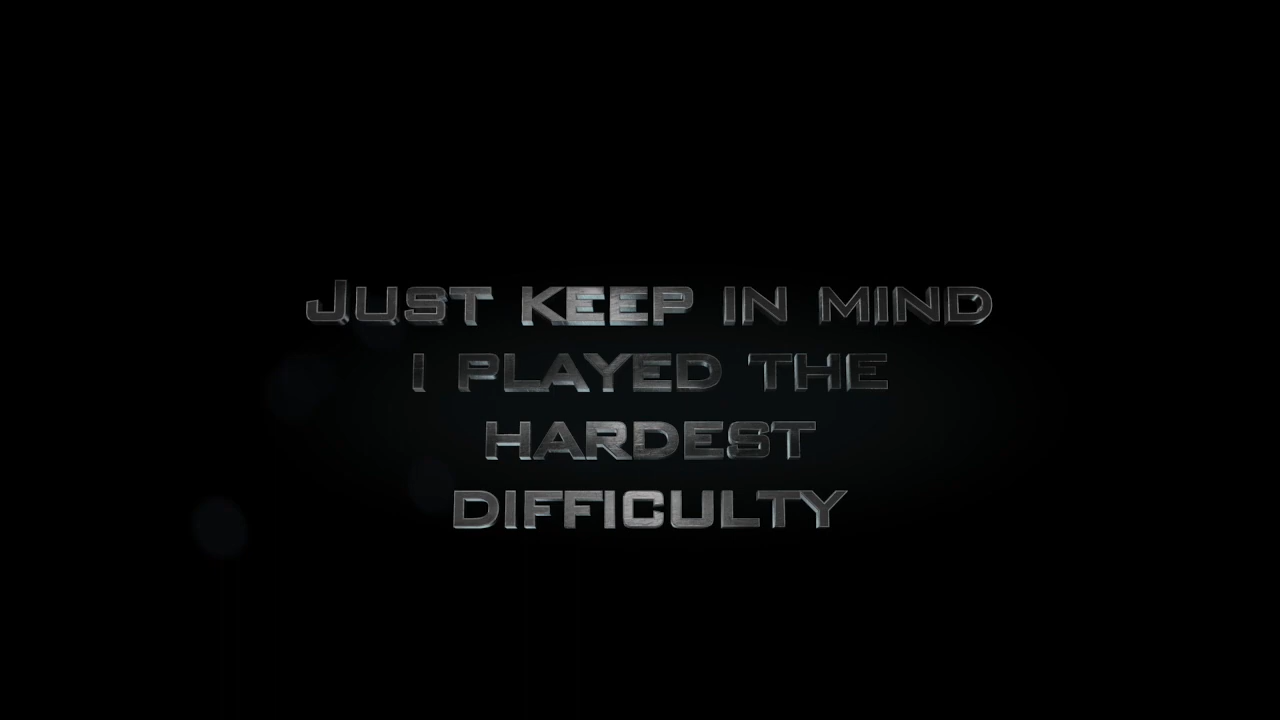 Just keep in mind
I played the
hardest
difficulty